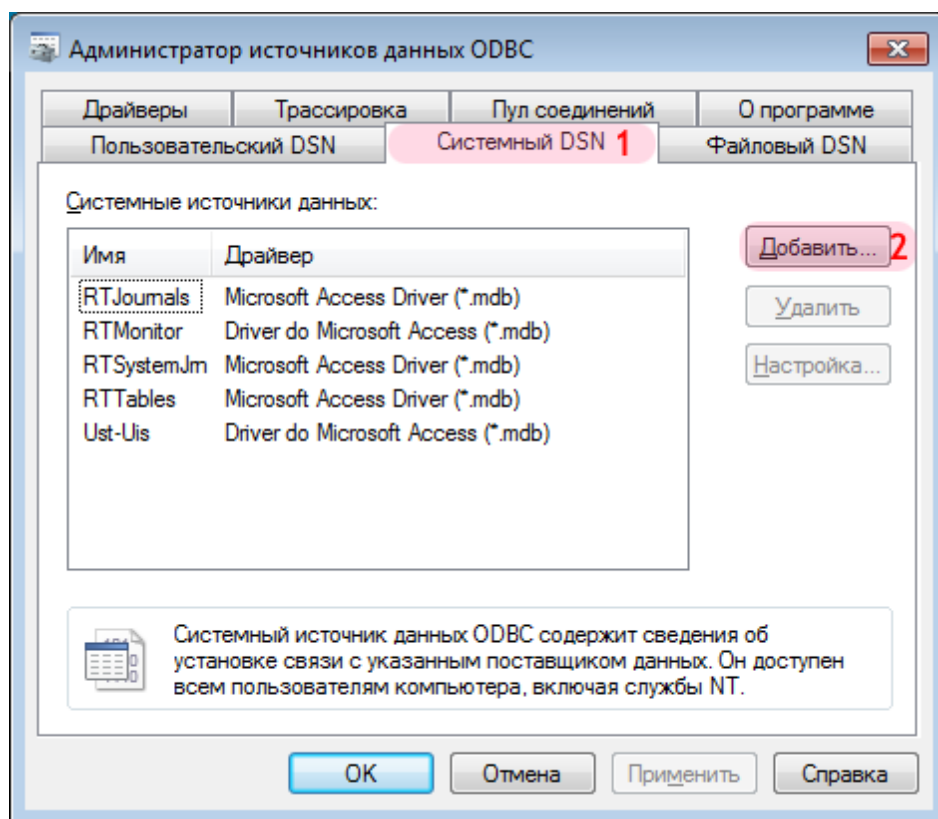 Администратор источников данных ODBC
Драйверы Трассировка Пул соединений О программе
Пользовательский DSN Системный DSN 1 Файловый DSN
Системные источники данных:
Имя Драйвер
RTJournals Microsoft Access Driver (*.mdb)
RTMonitor Driver do Microsoft Access (*.mdb)
RTSystemJrn Microsoft Access Driver (*.mdb)
RTTables Microsoft Access Driver (*.mdb)
Ust-Uis Driver do Microsoft Access (*.mdb)
Добавить... 2
Удалить
Настройка...
Системный источник данных ODBC содержит сведения об
установке связи с указанным поставщиком данных. Он доступен
всем пользователям компьютера, включая службы NT.
OK Отмена Применить Справка